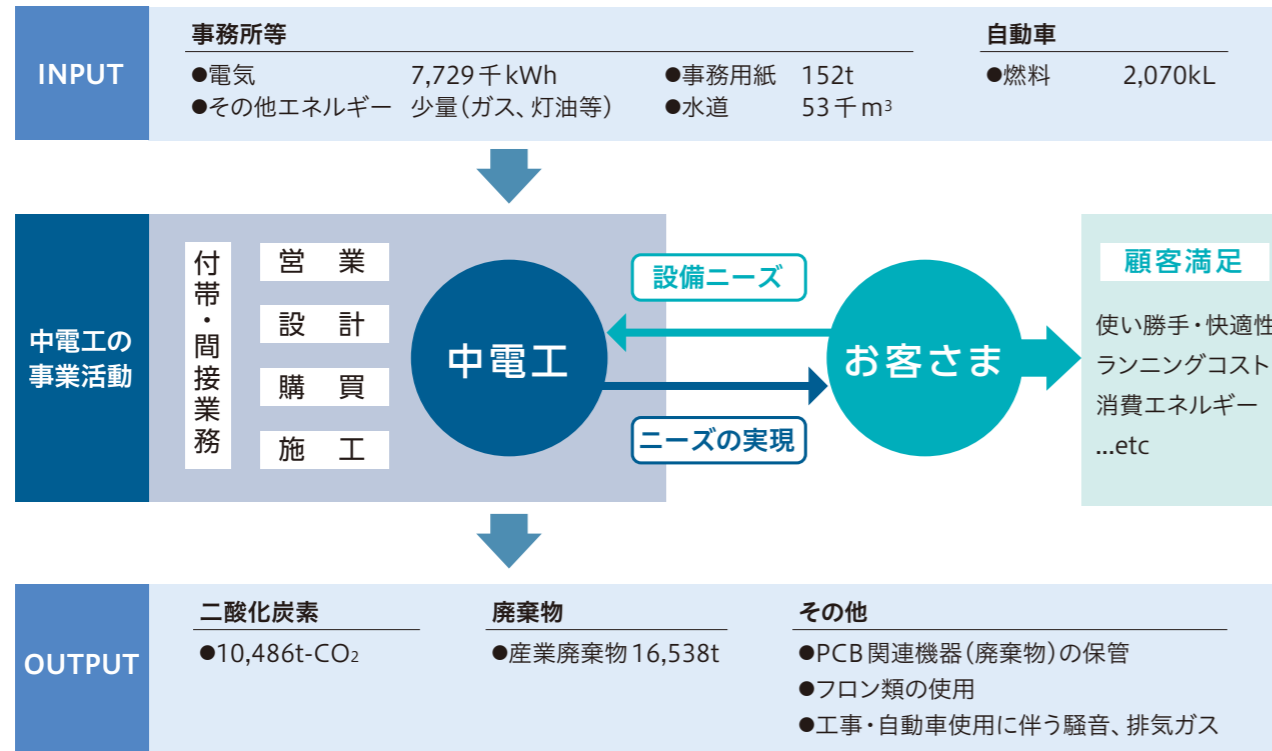 INPUT
事務所等
●電気 7,729千kWh ●事務用紙 152t
●その他エネルギー 少量(ガス、灯油等) ●水道 53千m³
自動車
●燃料 2,070kL
中電工の
事業活動
付帯・間接業務
営業
設計
購買
施工
中電工
設備ニーズ
ニーズの実現
お客さま
顧客満足
使い勝手・快適性
ランニングコスト
消費エネルギー
...etc
OUTPUT
二酸化炭素
●10,486t-CO₂
廃棄物
●産業廃棄物16,538t
その他
●PCB関連機器(廃棄物)の保管
●フロン類の使用
●工事・自動車使用に伴う騒音、排気ガス